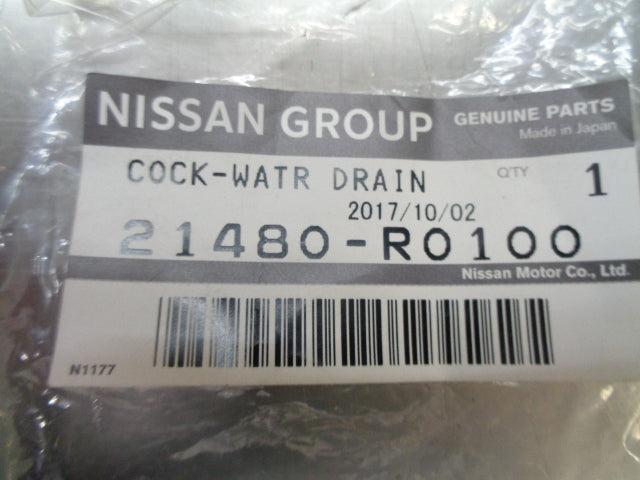 NISSAN GROUP GENUINE PARTS
Made in Japan
COCK-WATR DRAIN Q'TY 1
2017/10/02
21480-R0100
Nissan Motor Co., Ltd.
N1177